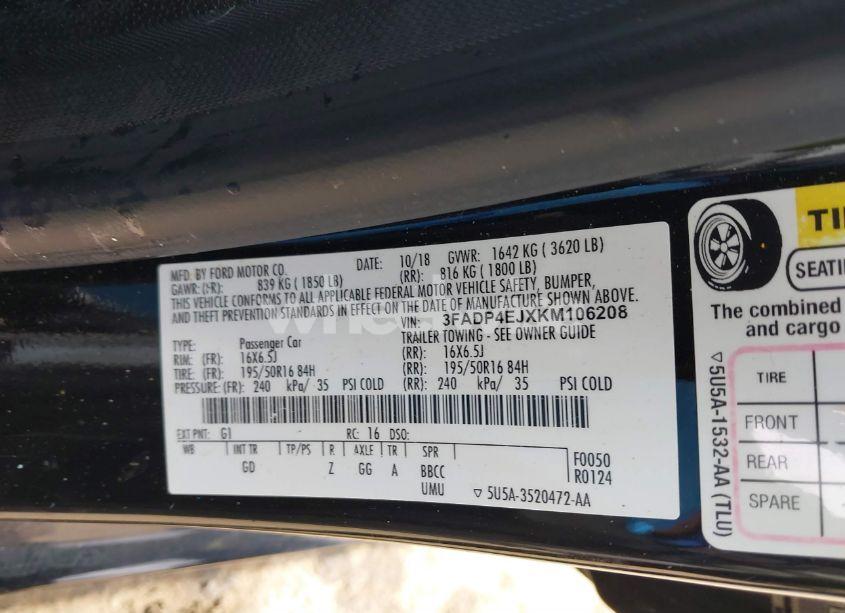 MFD. BY FORD MOTOR CO.
DATE: 10/18 GVWR: 1642 KG ( 3620 LB)
GAWR: (FR): 839 KG ( 1850 LB) (RR): 816 KG ( 1800 LB)
THIS VEHICLE CONFORMS TO ALL APPLICABLE FEDERAL MOTOR VEHICLE SAFETY, BUMPER,
AND THEFT PREVENTION STANDARDS IN EFFECT ON THE DATE OF MANUFACTURE SHOWN ABOVE.
VIN: 3FADP4EJXKM106208
TYPE: Passenger Car TRAILER TOWING - SEE OWNER GUIDE
RIM: (FR): 16X6.5J (RR): 16X6.5J
TIRE: (FR): 195/50R16 84H (RR): 195/50R16 84H
PRESSURE: (FR): 240 kPa/ 35 PSI COLD (RR): 240 kPa/ 35 PSI COLD
EXT PNT: G1 RC: 16 DSO:
WB INT TR TP/PS R AXLE TR SPR
GD Z GG A BBCC
UMU
F0050
R0124
▽ 5U5A-3520472-AA
SEATI
The combined
and cargo
TIRE
FRONT
REAR
SPARE
▽5U5A-1532-AA (TLU)